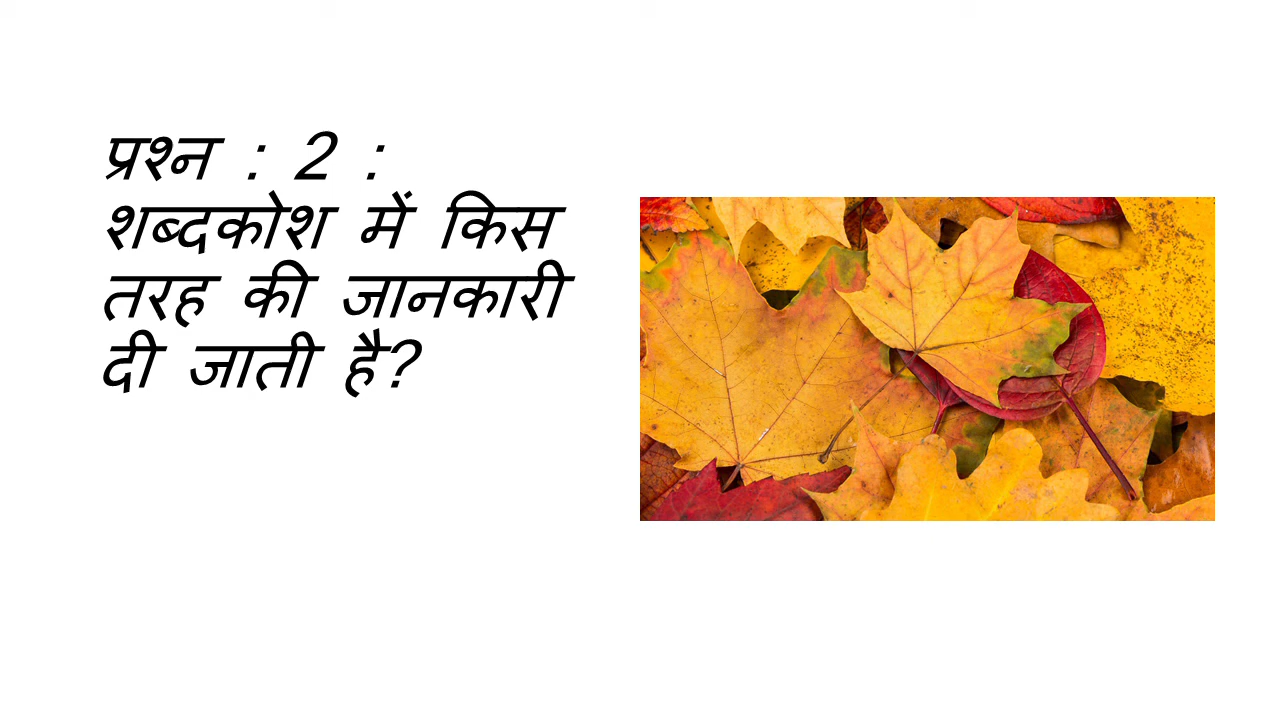 प्रश्न : 2 :
शब्दकोश में किस
तरह की जानकारी
दी जाती है?